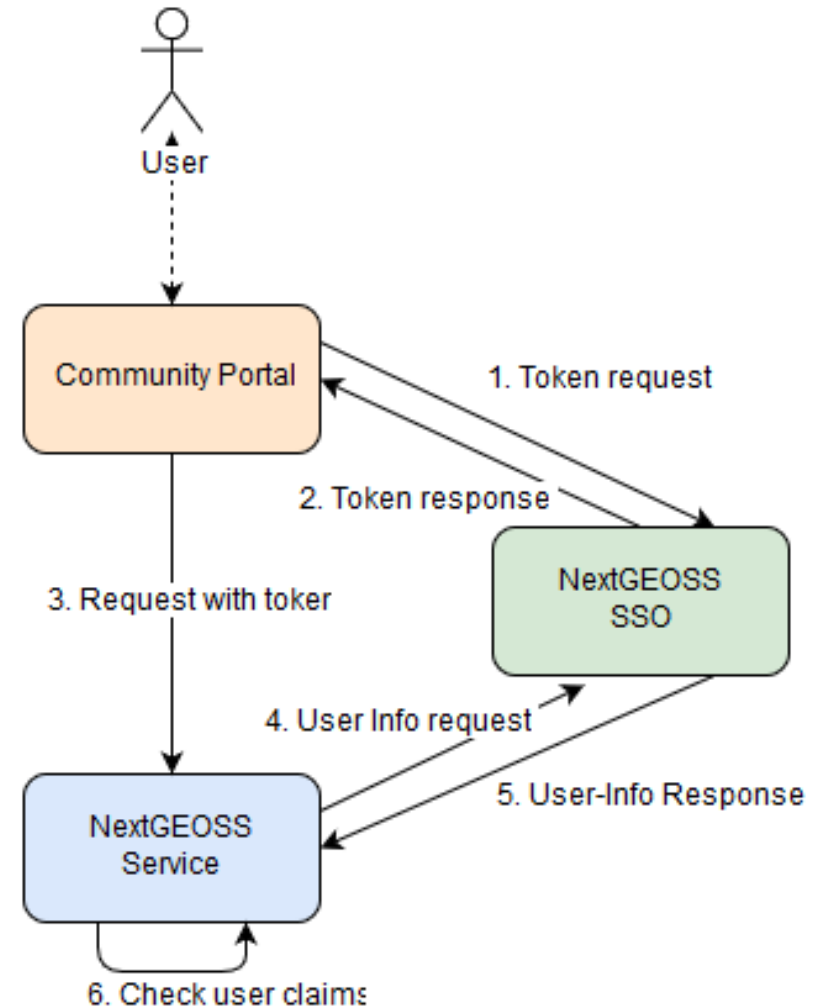 User
Community Portal
1. Token request
2. Token response
NextGEOSS
SSO
3. Request with toker
4. User Info request
5. User-Info Response
NextGEOSS
Service
6. Check user claims